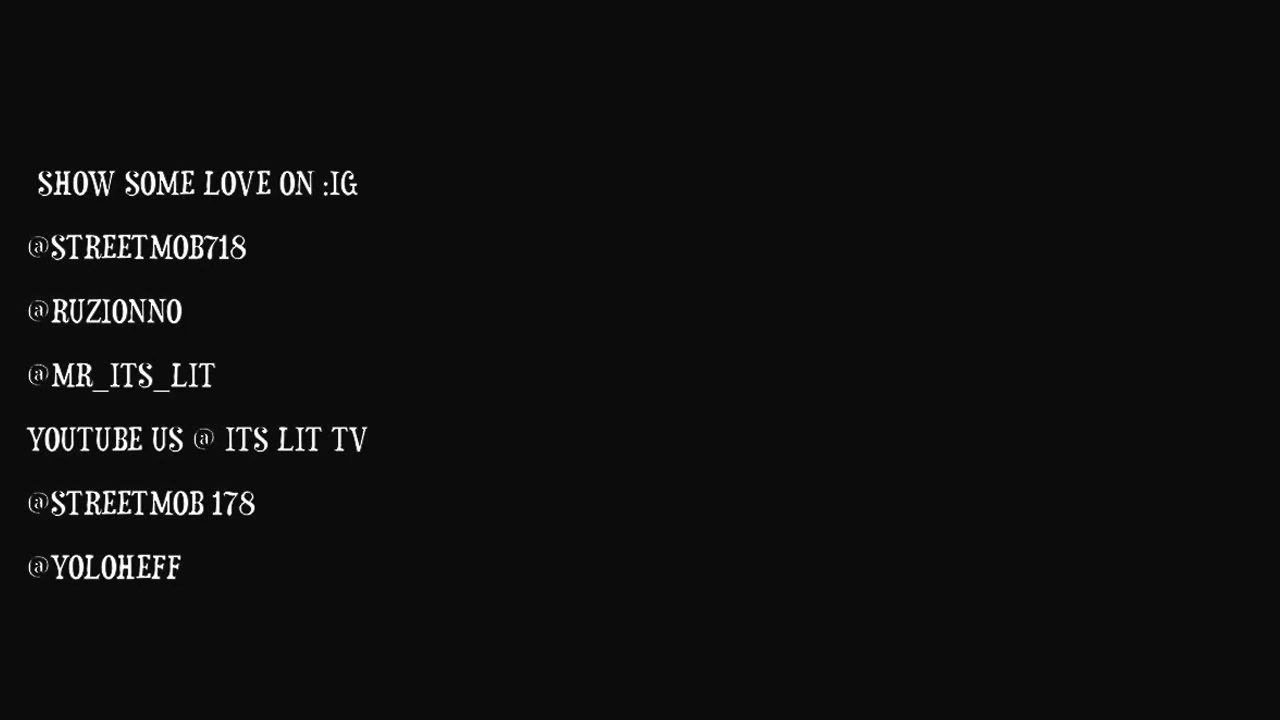 SHOW SOME LOVE ON :IG
@STREETMOB718
@RUZIONNO
@MR_ITS_LIT
YOUTUBE US @ ITS LIT TV
@STREETMOB 178
@YOLOHEFF